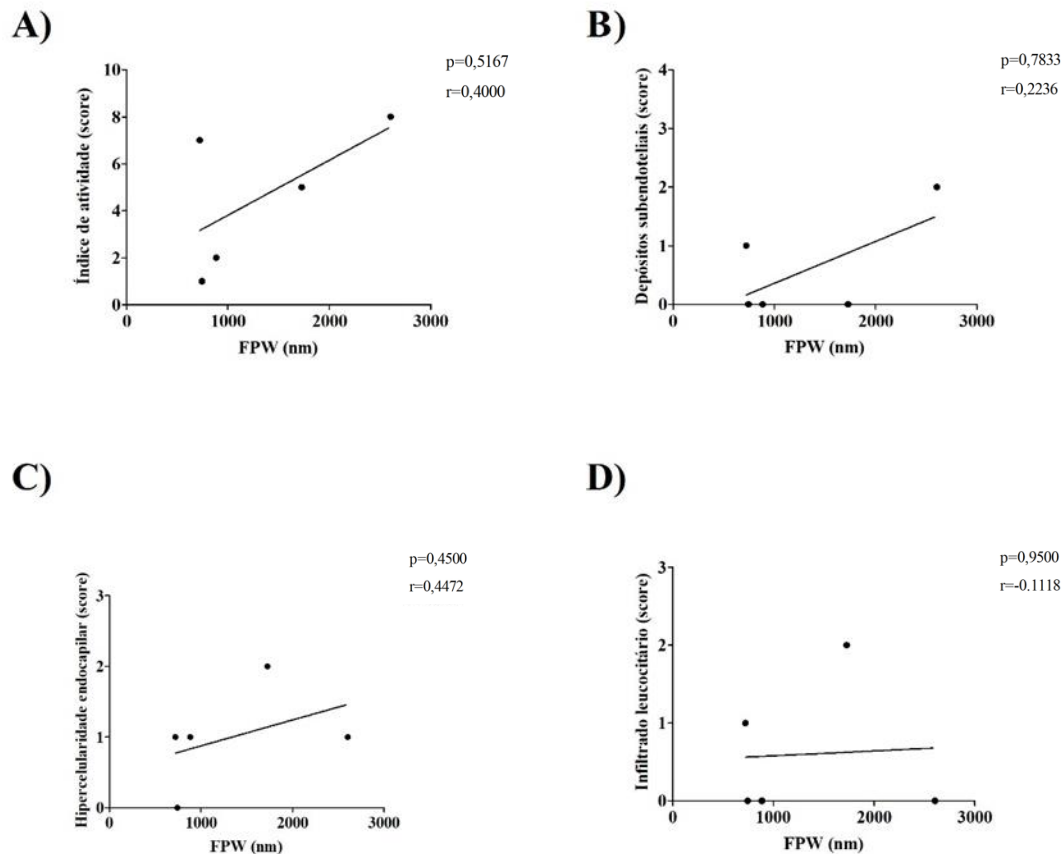 A)
p=0,5167
r=0,4000
Índice de atividade (score)
10
8
6
4
2
0
0 1000 2000 3000
FPW (nm)
B)
p=0,7833
r=0,2236
Depósitos subendoteliais (score)
4
3
2
1
0
0 1000 2000 3000
FPW (nm)
C)
p=0,4500
r=0,4472
Hipercelularidade endocapilar (score)
3
2
1
0
0 1000 2000 3000
FPW (nm)
D)
p=0,9500
r=-0.1118
Infiltrado leucocitário (score)
3
2
1
0
0 1000 2000 3000
FPW (nm)